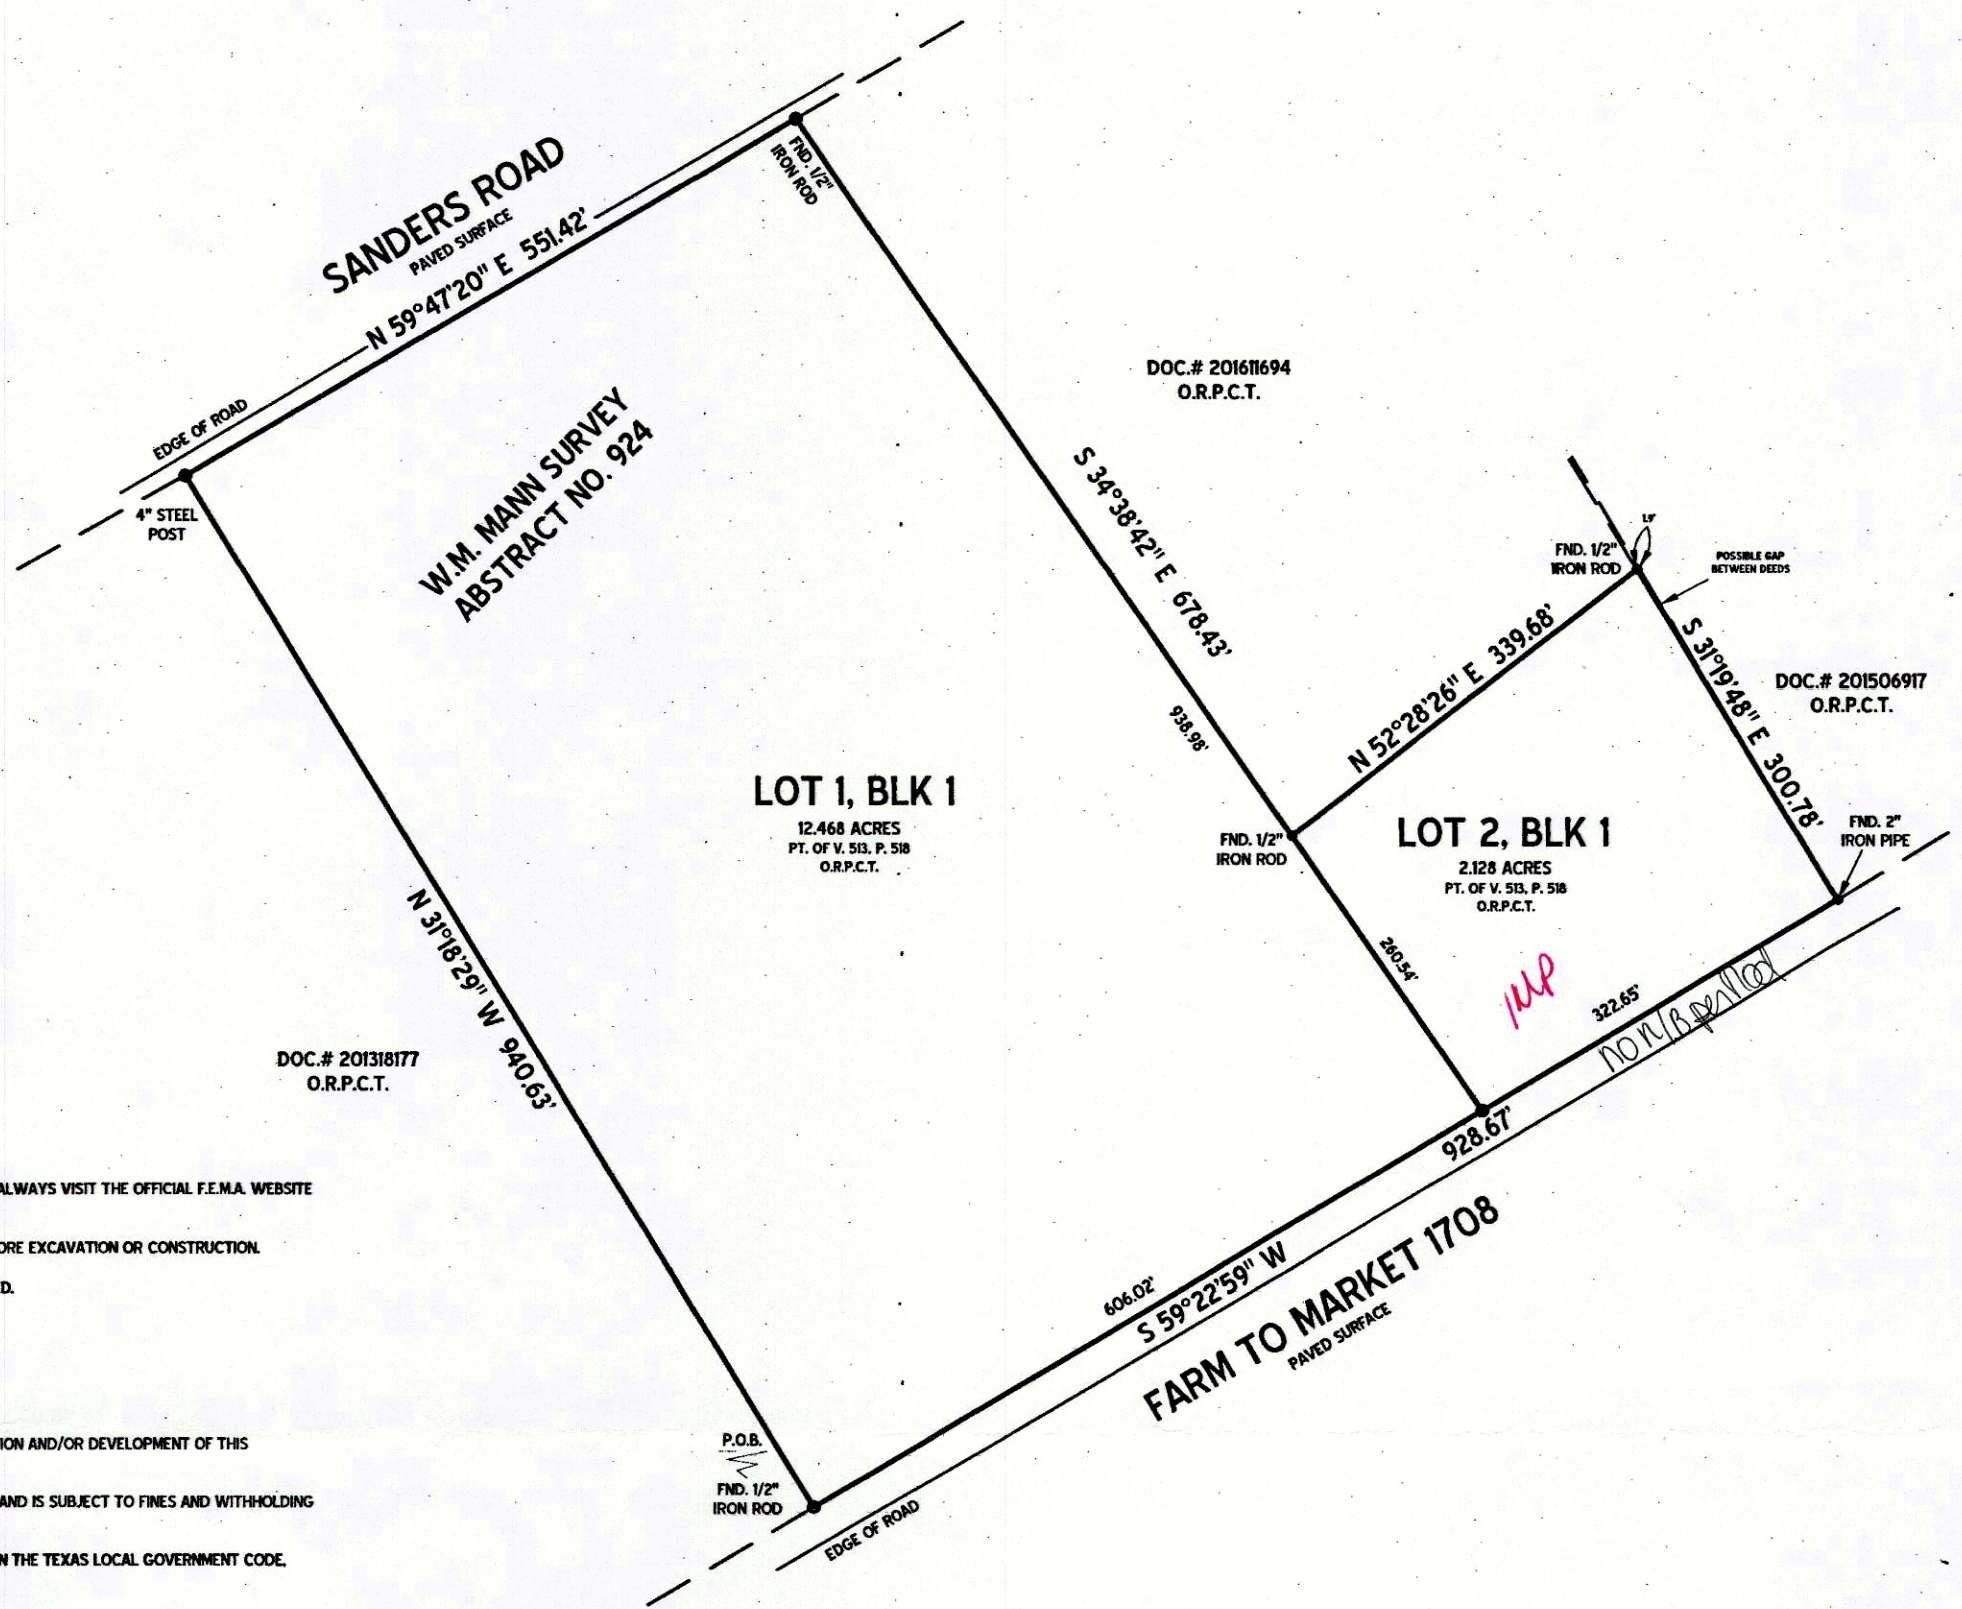 SANDERS ROAD
PAVED SURFACE
N 59°47'20" E 551.42'
EDGE OF ROAD
4" STEEL
POST
FND. 1/2"
IRON ROD
W.M. MANN SURVEY
ABSTRACT NO. 924
DOC.# 201611694
O.R.P.C.T.
S 34°38'42" E 678.43'
938.98'
FND. 1/2"
IRON ROD
1.9'
POSSIBLE GAP
BETWEEN DEEDS
N 52°28'26" E 339.68'
S 31°19'48" E 300.78'
DOC.# 201506917
O.R.P.C.T.
LOT 1, BLK 1
12.468 ACRES
PT. OF V. 513, P. 518
O.R.P.C.T.
FND. 1/2"
IRON ROD
LOT 2, BLK 1
2.128 ACRES
PT. OF V. 513, P. 518
O.R.P.C.T.
FND. 2"
IRON PIPE
260.54'
322.65'
no
N 31°18'29" W 940.63'
DOC.# 201318177
O.R.P.C.T.
928.67'
606.02'
S 59°22'59" W
FARM TO MARKET 1708
PAVED SURFACE
P.O.B.
FND. 1/2"
IRON ROD
EDGE OF ROAD
ALWAYS VISIT THE OFFICIAL F.E.M.A. WEBSITE
ORE EXCAVATION OR CONSTRUCTION.
D.
ION AND/OR DEVELOPMENT OF THIS
AND IS SUBJECT TO FINES AND WITHHOLDING
N THE TEXAS LOCAL GOVERNMENT CODE,